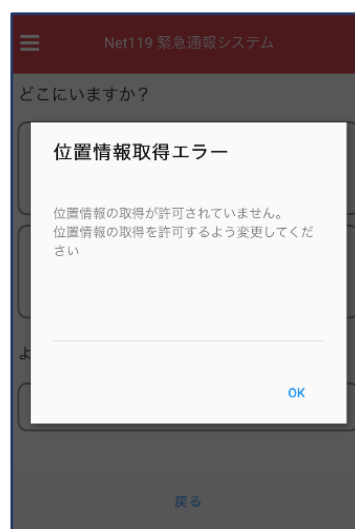 Net119 緊急通報システム
どこにいますか？
位置情報取得エラー
位置情報の取得が許可されていません。
位置情報の取得を許可するよう変更してくだ
さい
よ
OK
戻る